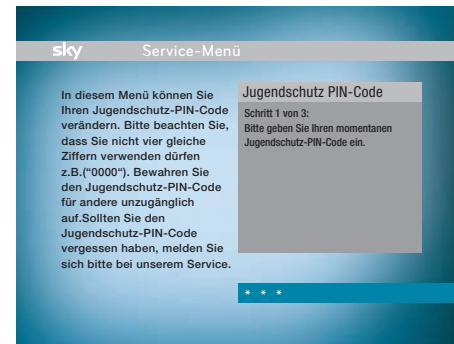 sky Service-Menü
In diesem Menü können Sie
Ihren Jugendschutz-PIN-Code
verändern. Bitte beachten Sie,
dass Sie nicht vier gleiche
Ziffern verwenden dürfen
z.B.("0000"). Bewahren Sie
den Jugendschutz-PIN-Code
für andere unzugänglich
auf.Sollten Sie den
Jugendschutz-PIN-Code
vergessen haben, melden Sie
sich bitte bei unserem Service.
Jugendschutz PIN-Code
Schritt 1 von 3:
Bitte geben Sie Ihren momentanen
Jugendschutz-PIN-Code ein.
* * *